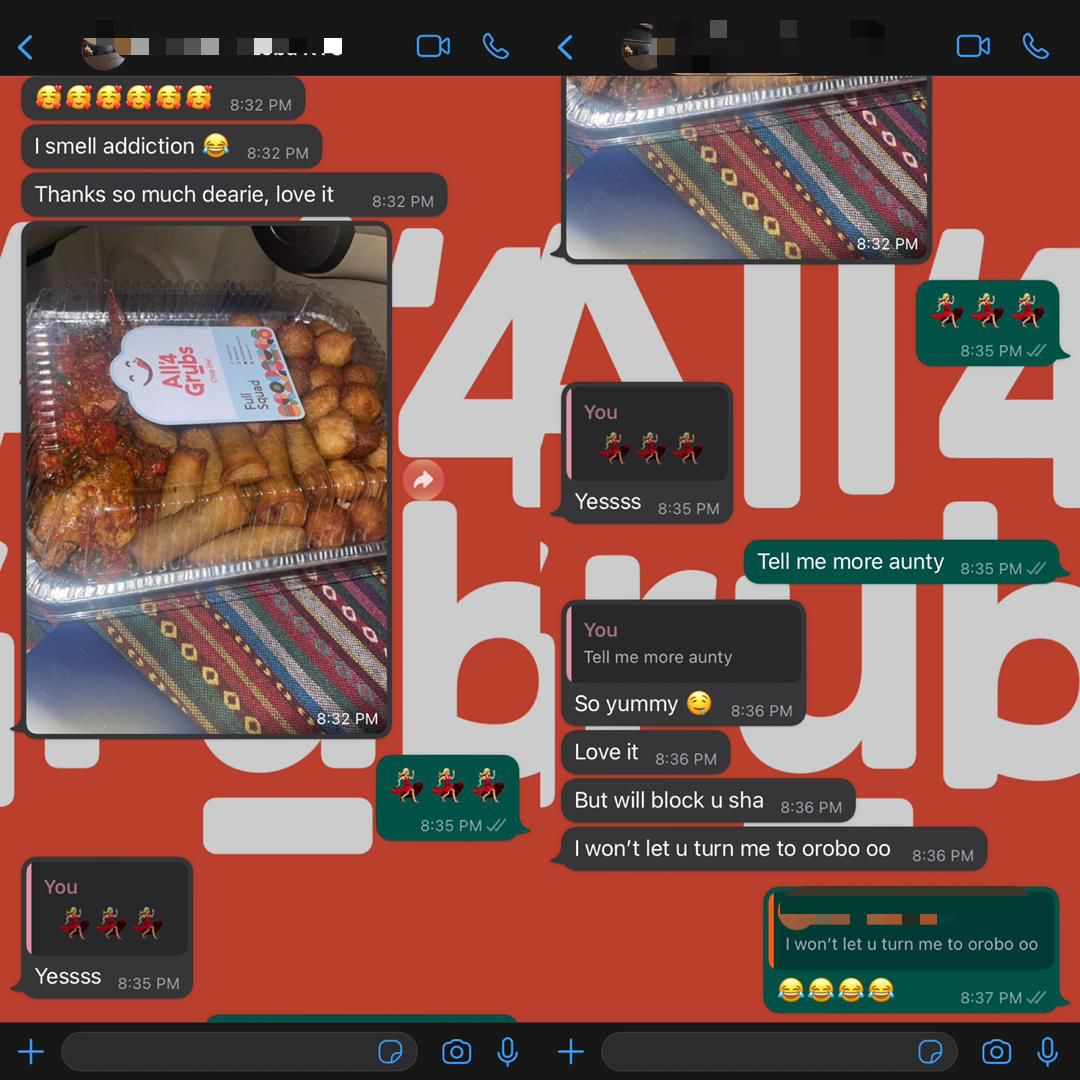 🥰🥰🥰🥰🥰🥰 8:32 PM
I smell addiction 😂 8:32 PM
Thanks so much dearie, love it 8:32 PM
All'4
Grubs
Full
Squad
8:32 PM
💃💃💃
8:35 PM
You
💃💃💃
Yessss 8:35 PM
8:32 PM
💃💃💃
8:35 PM
You
💃💃💃
Yessss 8:35 PM
Tell me more aunty 8:35 PM
You
Tell me more aunty
So yummy 🤤 8:36 PM
Love it 8:36 PM
But will block u sha 8:36 PM
I won't let u turn me to orobo oo 8:36 PM
I won't let u turn me to orobo oo
😂😂😂😂 8:37 PM